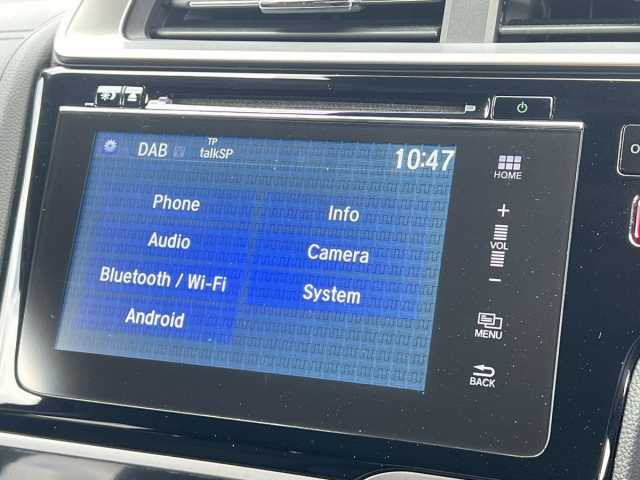 DAB
TP
talkSP
10:47
HOME
Phone
Info
+
Audio
VOL
Camera
Bluetooth / Wi-Fi
System
−
Android
MENU
BACK